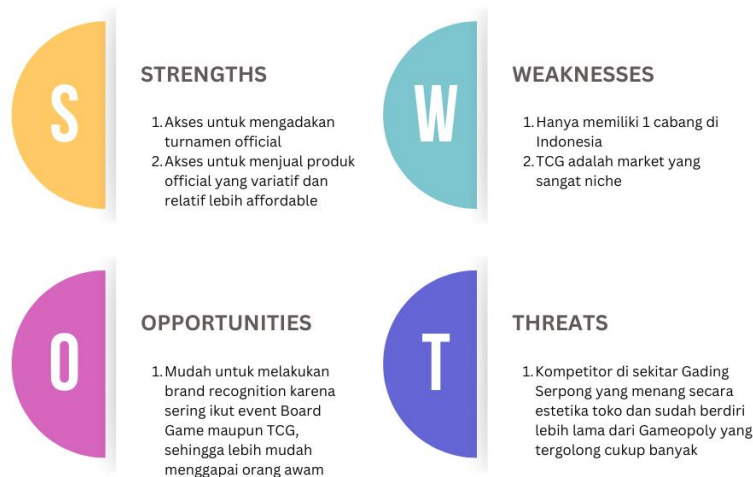 S
STRENGTHS
1. Akses untuk mengadakan
turnamen official
2. Akses untuk menjual produk
official yang variatif dan
relatif lebih affordable
W
WEAKNESSES
1. Hanya memiliki 1 cabang di
Indonesia
2. TCG adalah market yang
sangat niche
O
OPPORTUNITIES
1. Mudah untuk melakukan
brand recognition karena
sering ikut event Board
Game maupun TCG,
sehingga lebih mudah
menggapai orang awam
T
THREATS
1. Kompetitor di sekitar Gading
Serpong yang menang secara
estetika toko dan sudah berdiri
lebih lama dari Gameopoly yang
tergolong cukup banyak